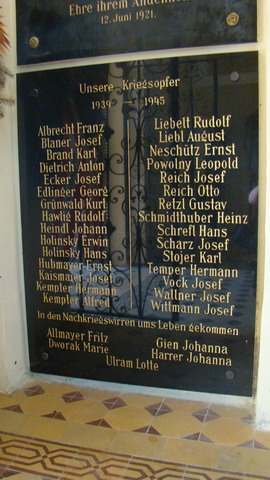 Ehre ihrem Andenken
12. Juni 1921.
Unsere Kriegsopfer
1939 - 1945
Albrecht Franz
Blaner Josef
Brand Karl
Dietrich Anton
Ecker Josef
Edlinger Georg
Grünwald Kurt
Hawlig Rudolf
Heindl Johann
Holinsky Erwin
Holinsky Hans
Hubmayer Ernst
Kaismauer Josef
Kempter Hermann
Kempter Alfred
Liebelt Rudolf
Liebl August
Neschütz Ernst
Powolny Leopold
Reich Josef
Reich Otto
Retzl Gustav
Schmidthuber Heinz
Schrefl Hans
Scharz Josef
Stojer Karl
Temper Hermann
Vock Josef
Wallner Josef
Willmann Josef
In den Nachkriegswirren ums Leben gekommen
Allmayer Fritz
Dworak Marie
Gien Johanna
Harrer Johanna
Ulram Lotte